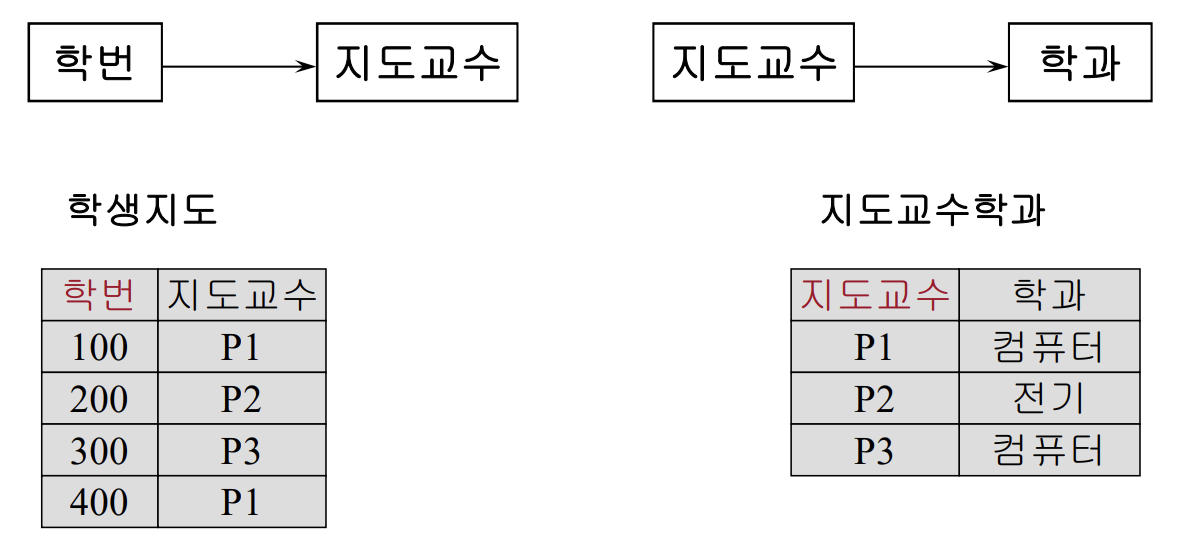 학번 지도교수 지도교수 학과
학생지도 지도교수학과
학번 지도교수
100 P1
200 P2
300 P3
400 P1
지도교수 학과
P1 컴퓨터
P2 전기
P3 컴퓨터